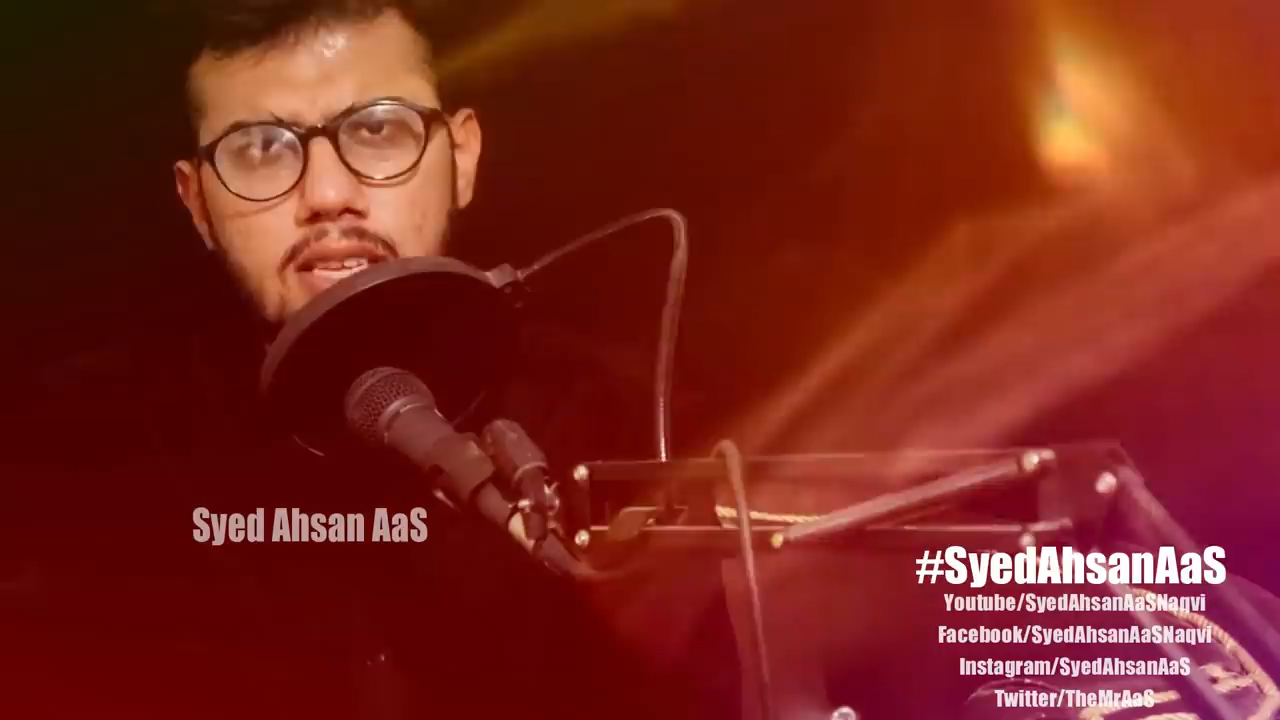 Syed Ahsan AaS
#SyedAhsanAaS
Youtube/SyedAhsanAaSNaqvi
Facebook/SyedAhsanAaSNaqvi
Instagram/SyedAhsanAaS
Twitter/TheMrAaS